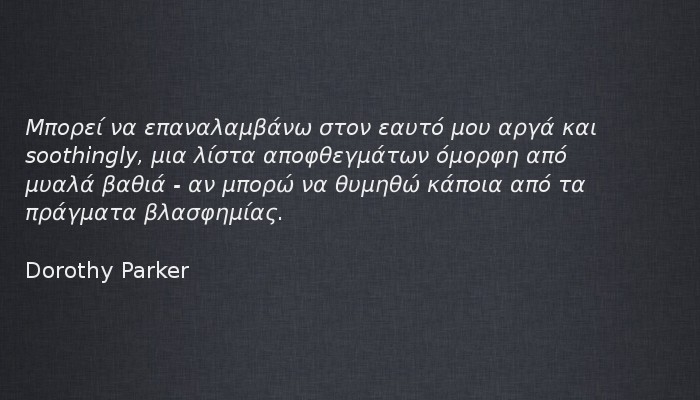 Μπορεί να επαναλαμβάνω στον εαυτό μου αργά και
soothingly, μια λίστα αποφθεγμάτων όμορφη από
μυαλά βαθιά - αν μπορώ να θυμηθώ κάποια από τα
πράγματα βλασφημίας.
Dorothy Parker